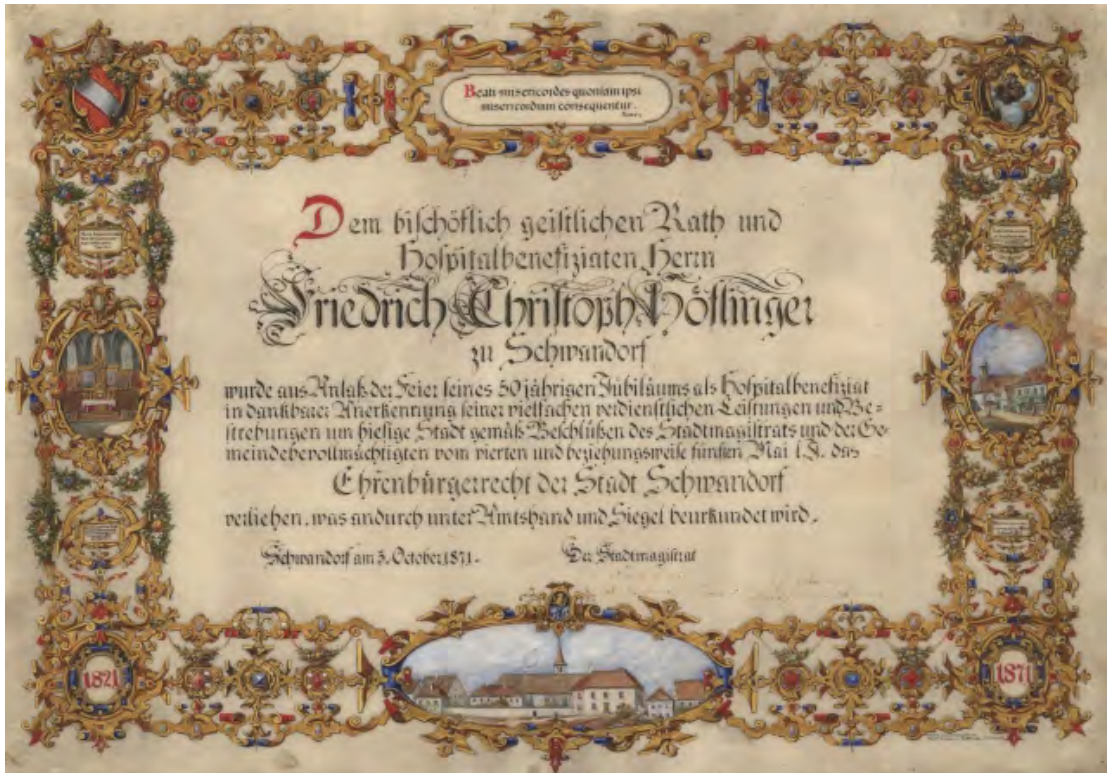 Beati misericordes quoniam ipsi
misericordiam consequentur.
Dem bischöflich geistlichen Rath und
Hospitalbenefiziaten Herrn
Friedrich Christoph Höflinger
zu Schwandorf
wurde aus Anlaß der Feier seines 50 jährigen Jubiläums als Hospitalbenefiziat
in dankbarer Anerkennung seiner vielfachen verdienstlichen Leistungen und Be=
strebungen um hiesige Stadt gemäß Beschlüßen des Stadtmagistrats und der Ge=
meindebevollmächtigten vom vierten und beziehungsweise fünften Mai l. J. das
Ehrenbürgerrecht der Stadt Schwandorf
verliehen, was andurch unter Amtshand und Siegel beurkundet wird.
Schwandorf am 3. October 1871. Der Stadtmagistrat
1821
1871